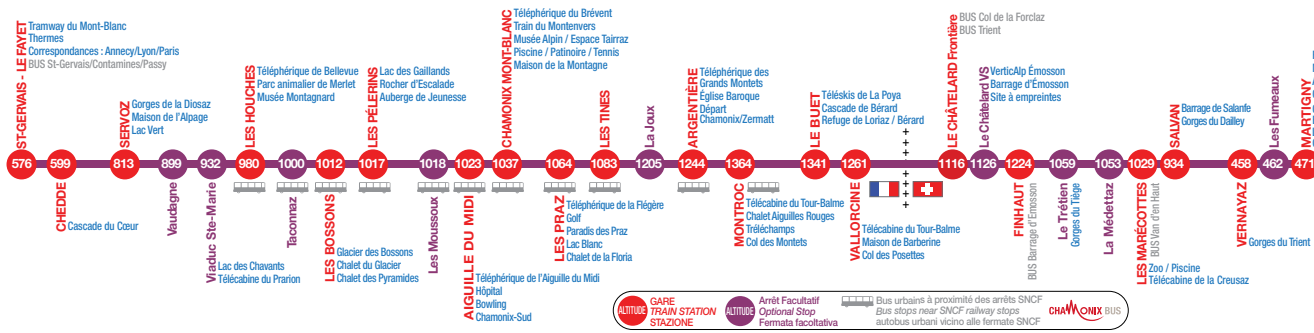 ST-GERVAIS - LE FAYET
576
Tramway du Mont-Blanc
Thermes
Correspondances : Annecy/Lyon/Paris
BUS St-Gervais/Contamines/Passy
599
CHEDE
Cascade du Cœur
SERVOZ
813
Gorges de la Diosaz
Maison de l'Alpage
Lac Vert
899
Vaudagne
932
Viaduc Ste-Marie
Lac des Chavants
Télécabine du Prarion
LES HOUCHES
980
Téléphérique de Bellevue
Parc animalier de Merlet
Musée Montagnard
1000
Taconnaz
1012
LES BOSSONS
Glacier des Bossons
Chalet du Glacier
Chalet des Pyramides
LES PÉLERINS
1017
Lac des Gaillands
Rocher d'Escalade
Auberge de Jeunesse
1018
Les Moussoux
1023
AIGUILLE DU MIDI
Téléphérique de l'Aiguille du Midi
Hôpital
Bowling
Chamonix-Sud
CHAMONIX MONT-BLANC
1037
Téléphérique du Brévent
Train du Montenvers
Musée Alpin / Espace Tairraz
Piscine / Patinoire / Tennis
Maison de la Montagne
1064
LES PRAZ
Téléphérique de la Flégère
Golf
Paradis des Praz
Lac Blanc
Chalet de la Floria
LES TINES
1083
La Joux
1205
ARGENTIÈRE
1244
Téléphérique des
Grands Montets
Église Baroque
Départ
Chamonix/Zermatt
1364
MONTROC
Télécabine du Tour-Balme
Chalet Aiguilles Rouges
Tréléchamps
Col des Montets
LE BUET
1341
Téléskis de La Poya
Cascade de Bérard
Refuge de Loriaz / Bérard
1261
VALLORCINE
Télécabine du Tour-Balme
Maison de Barberine
Col des Posettes
LE CHÂTELARD Frontière
1116
BUS Col de la Forclaz
BUS Trient
Le Châtelard VS
1126
VerticAlp Émosson
Barrage d'Émosson
Site à empreintes
1224
FINHAUT
BUS Barrage d'Emosson
1059
Le Trétien
Gorges du Tiège
1053
La Médettaz
1029
LES MARÉCOTTES
BUS Van d'en Haut
Zoo / Piscine
Télécabine de la Creusaz
SALVAN
934
Barrage de Salanfe
Gorges du Dailley
458
VERNAYAZ
Gorges du Trient
Les Fumeaux
462
MARTIGNY
471
ALTITUDE
GARE
TRAIN STATION
STAZIONE
ALTITUDE
Arrêt Facultatif
Optional Stop
Fermata facoltativa
Bus urbains à proximité des arrêts SNCF
Bus stops near SNCF railway stops
autobus urbani vicino alle fermate SNCF
CHAMONIX BUS